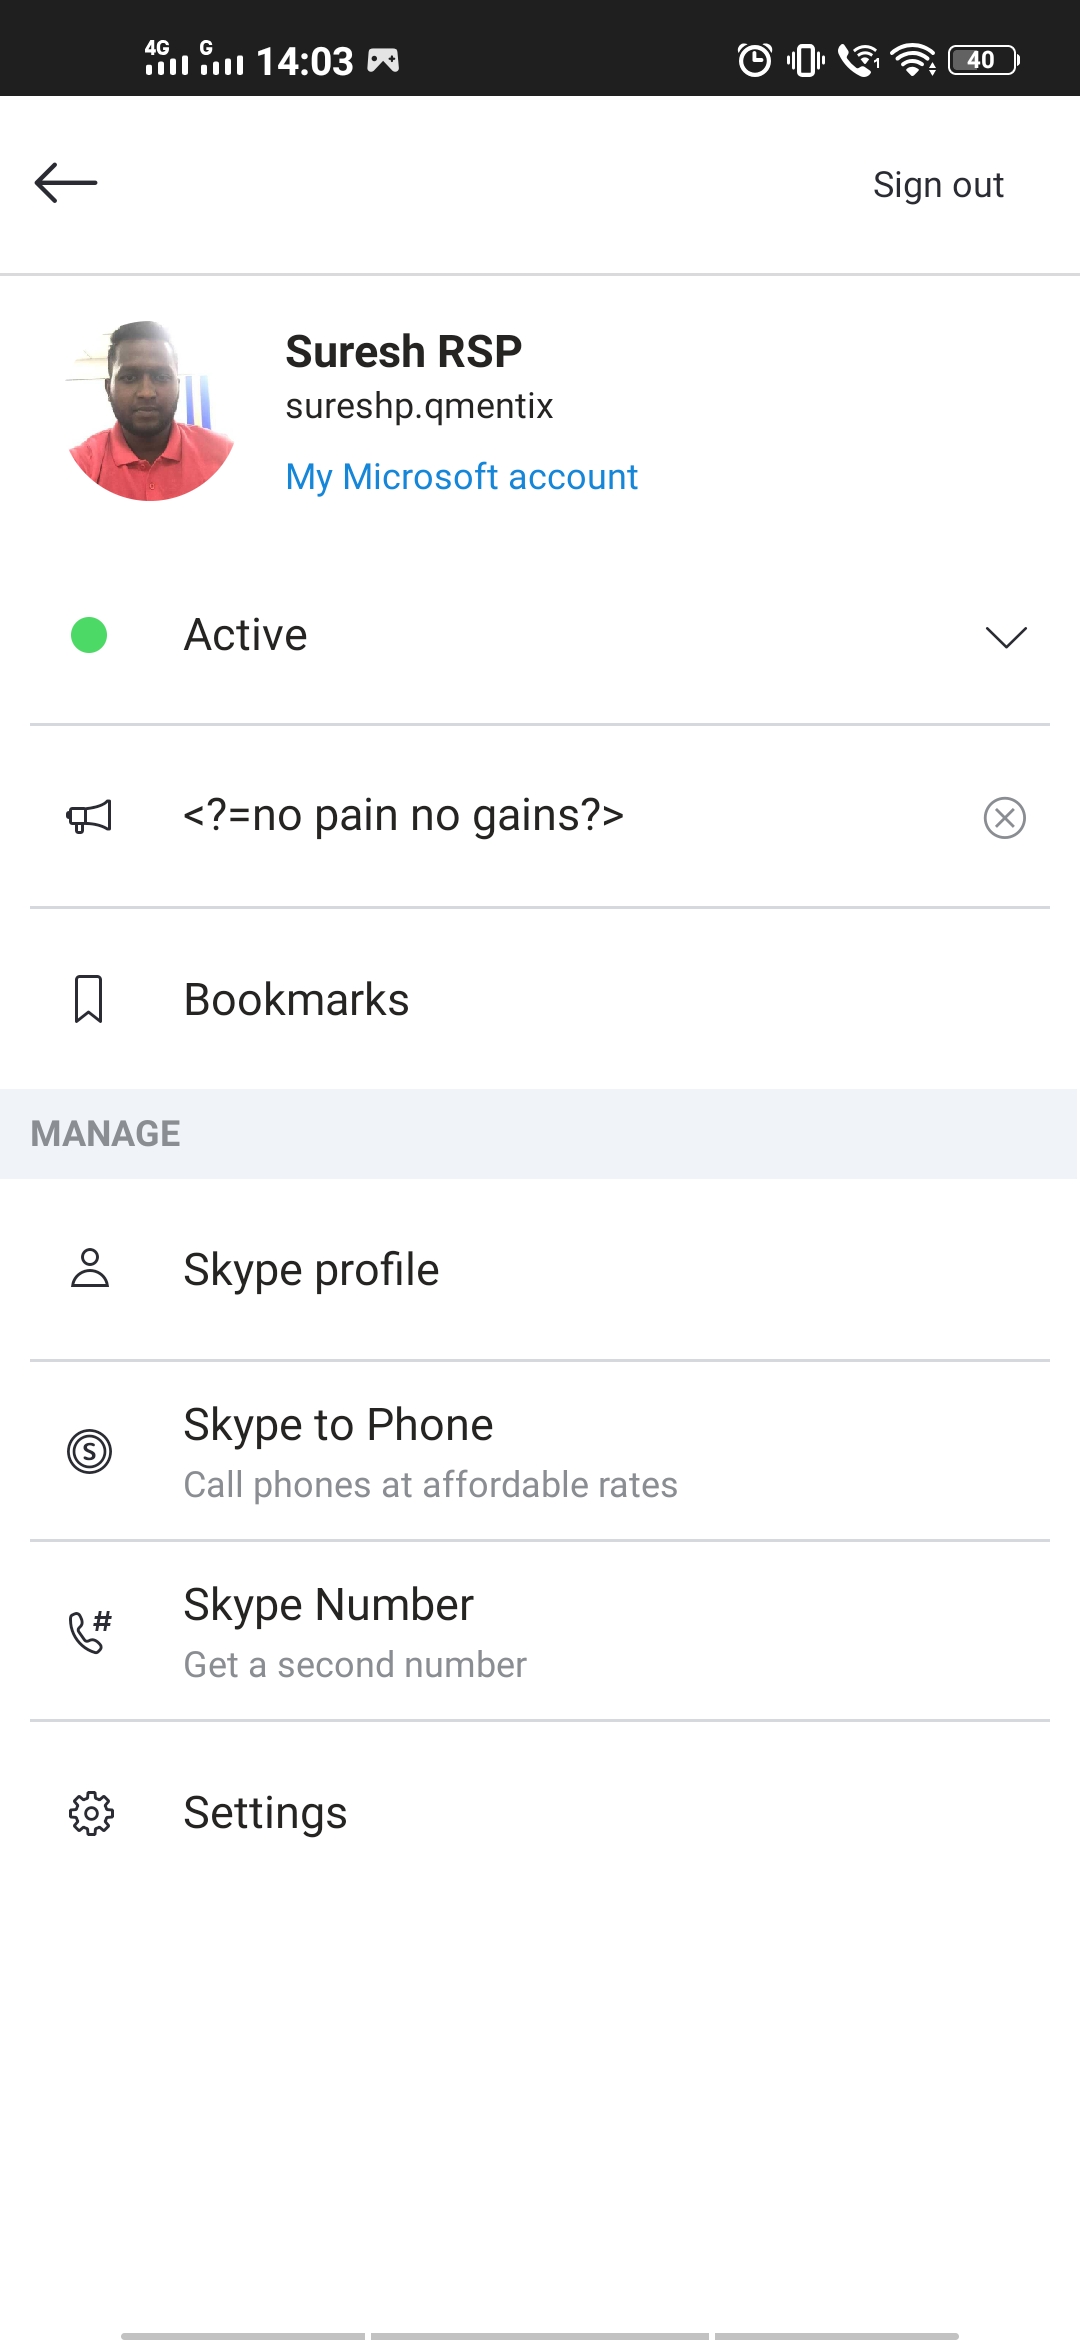 4G G 14:03 1 40
Sign out
Suresh RSP
sureshp.qmentix
My Microsoft account
Active
<?=no pain no gains?>
Bookmarks
MANAGE
Skype profile
Skype to Phone
S
Call phones at affordable rates
Skype Number
#
Get a second number
Settings